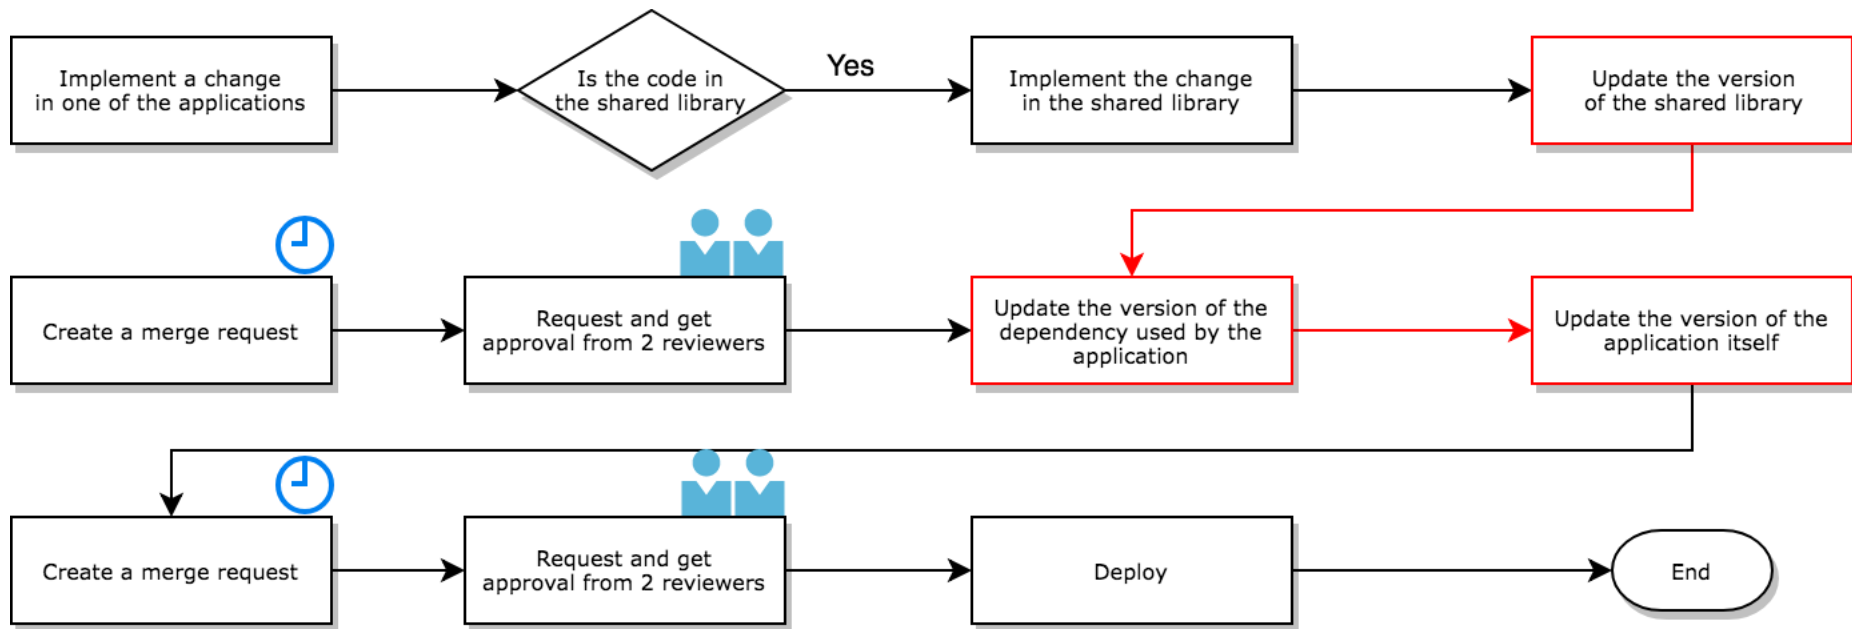 Implement a change
in one of the applications
Is the code in
the shared library
Yes
Implement the change
in the shared library
Update the version
of the shared library
Create a merge request
Request and get
approval from 2 reviewers
Update the version of the
dependency used by the
application
Update the version of the
application itself
Create a merge request
Request and get
approval from 2 reviewers
Deploy
End